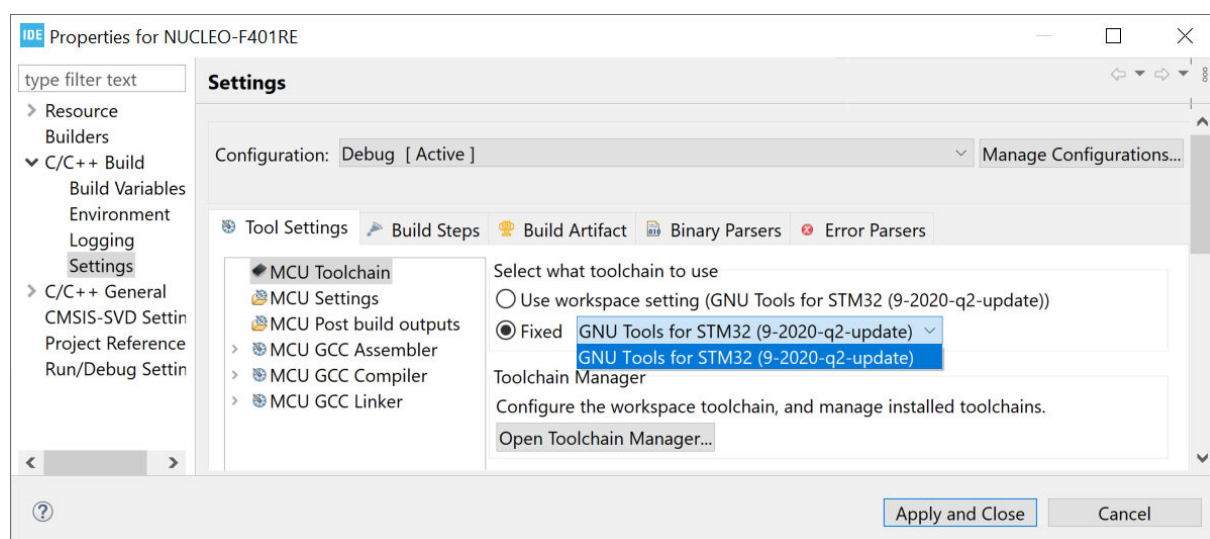 IDE Properties for NUCLEO-F401RE
type filter text
Resource
Builders
C/C++ Build
Build Variables
Environment
Logging
Settings
C/C++ General
CMSIS-SVD Settin
Project Reference
Run/Debug Settin
Settings
Configuration: Debug [ Active ]
Manage Configurations...
Tool Settings Build Steps Build Artifact Binary Parsers Error Parsers
MCU Toolchain
MCU Settings
MCU Post build outputs
MCU GCC Assembler
MCU GCC Compiler
MCU GCC Linker
Select what toolchain to use
Use workspace setting (GNU Tools for STM32 (9-2020-q2-update))
Fixed GNU Tools for STM32 (9-2020-q2-update)
GNU Tools for STM32 (9-2020-q2-update)
Toolchain Manager
Configure the workspace toolchain, and manage installed toolchains.
Open Toolchain Manager...
? Apply and Close Cancel